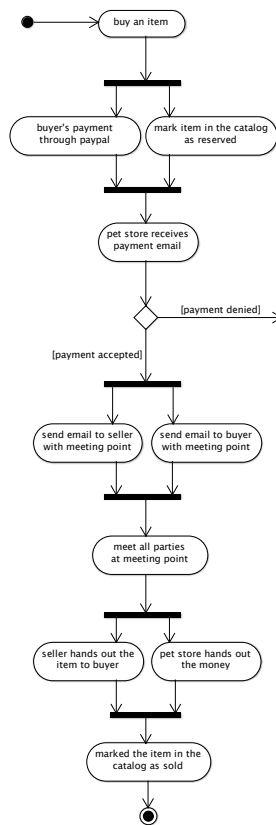 buy an item
buyer's payment
through paypal
mark item in the catalog
as reserved
pet store receives
payment email
[payment denied]
[payment accepted]
send email to seller
with meeting point
send email to buyer
with meeting point
meet all parties
at meeting point
seller hands out the
item to buyer
pet store hands out
the money
marked the item in the
catalog as sold